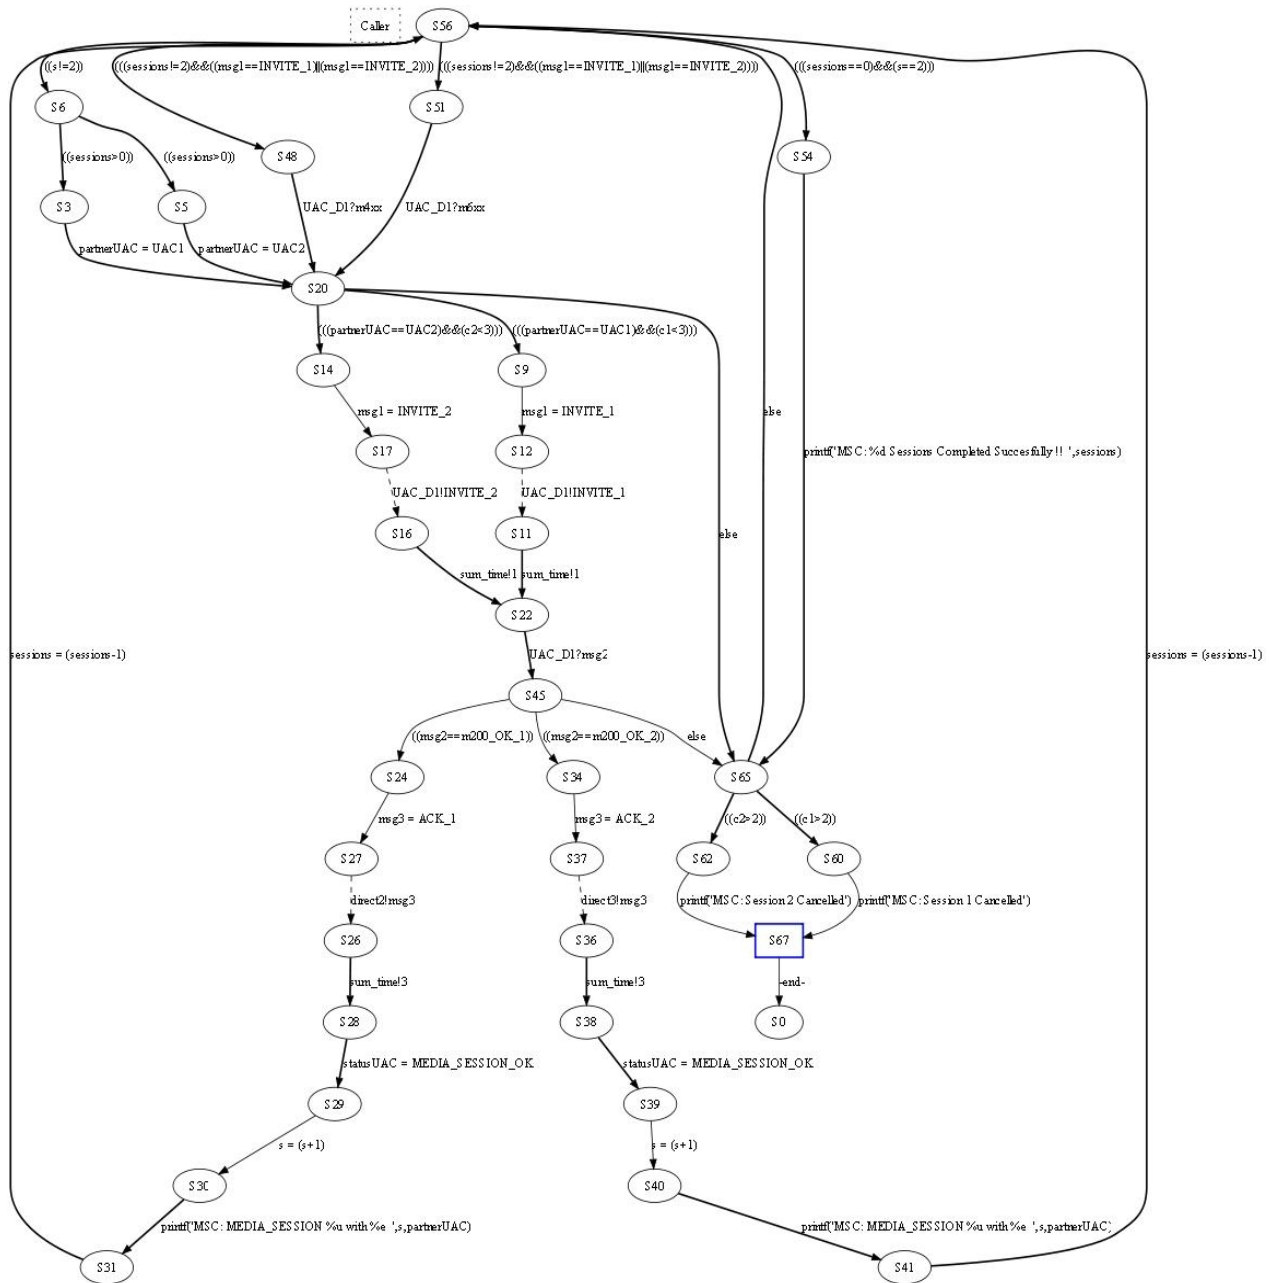 Caller
S56
((s!=2))
(((sessions!=2)&&((msg1==INVITE_1)||(msg1==INVITE_2))))
(((sessions!=2)&&((msg1==INVITE_1)||(msg1==INVITE_2))))
(((sessions==0)&&(s==2)))
S6
S51
S48
S54
((sessions>0))
((sessions>0))
S3
S5
UAC_D1?m4xx
UAC_D1?m6xx
partnerUAC = UAC1
partnerUAC = UAC2
S20
(((partnerUAC==UAC2)&&(c2<3)))
(((partnerUAC==UAC1)&&(c1<3)))
S14
S9
msg1 = INVITE_2
msg1 = INVITE_1
else
S17
S12
printf('MSC: %d Sessions Completed Succesfully !! ',sessions)
UAC_D1!INVITE_2
UAC_D1!INVITE_1
S16
S11
else
sum_time!1
sum_time!1
S22
sessions = (sessions-1)
UAC_D1?msg2
sessions = (sessions-1)
S45
((msg2==m200_OK_1))
((msg2==m200_OK_2))
else
S24
S34
S65
msg3 = ACK_1
msg3 = ACK_2
((c2>2))
((c1>2))
S27
S37
S62
S60
direct2!msg3
direct3!msg3
printf('MSC: Session 2 Cancelled')
printf('MSC: Session 1 Cancelled')
S26
S36
S67
sum_time!3
sum_time!3
-end-
S28
S38
S0
statusUAC = MEDIA_SESSION_OK
statusUAC = MEDIA_SESSION_OK
S29
S39
s = (s+1)
s = (s+1)
S30
S40
printf('MSC: MEDIA_SESSION %u with %e ',s,partnerUAC)
printf('MSC: MEDIA_SESSION %u with %e ',s,partnerUAC)
S31
S41